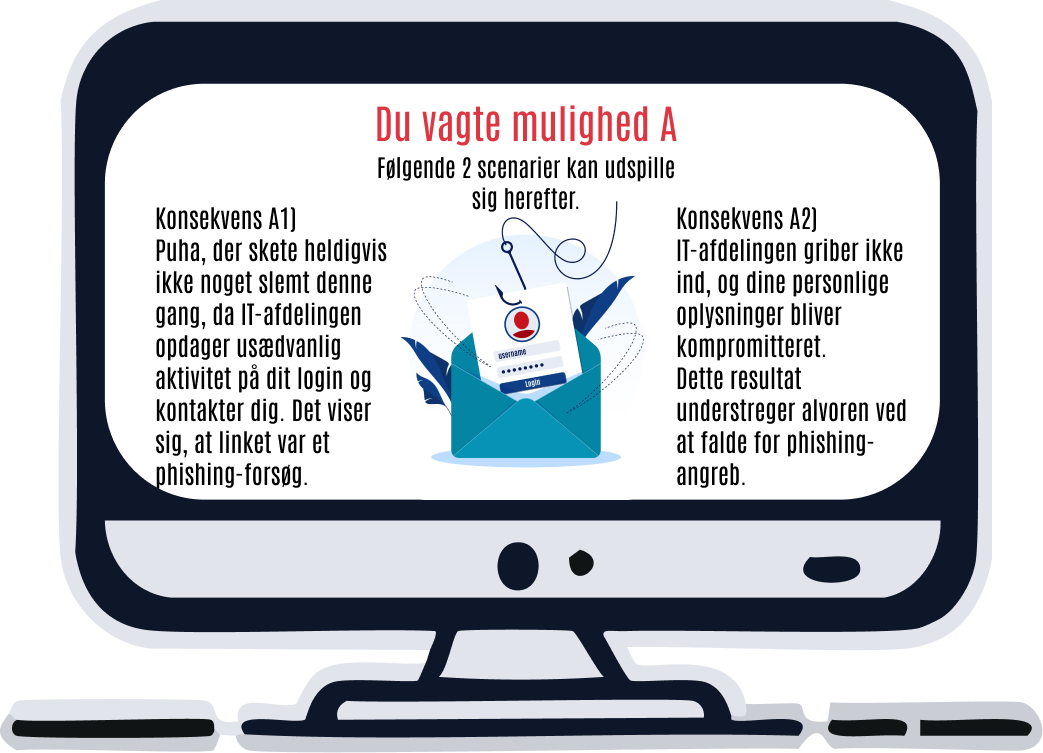 Du vagte mulighed A
Følgende 2 scenarier kan udspille
sig herefter.
Konsekvens A1)
Puha, der skete heldigvis
ikke noget slemt denne
gang, da IT-afdelingen
opdager usædvanlig
aktivitet på dit login og
kontakter dig. Det viser
sig, at linket var et
phishing-forsøg.
username
Login
Konsekvens A2)
IT-afdelingen griber ikke
ind, og dine personlige
oplysninger bliver
kompromitteret.
Dette resultat
understreger alvoren ved
at falde for phishing-
angreb.